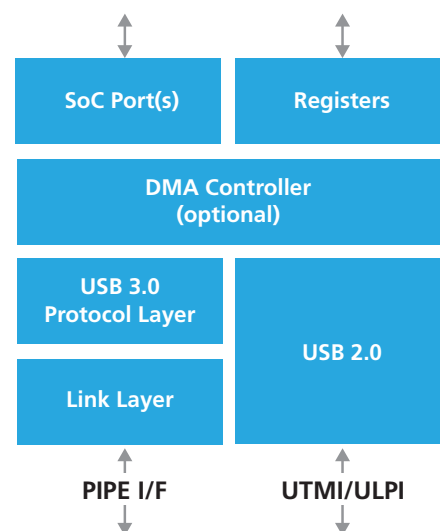 SoC Port(s)
Registers
DMA Controller
(optional)
USB 3.0
Protocol Layer
USB 2.0
Link Layer
PIPE I/F
UTMI/ULPI